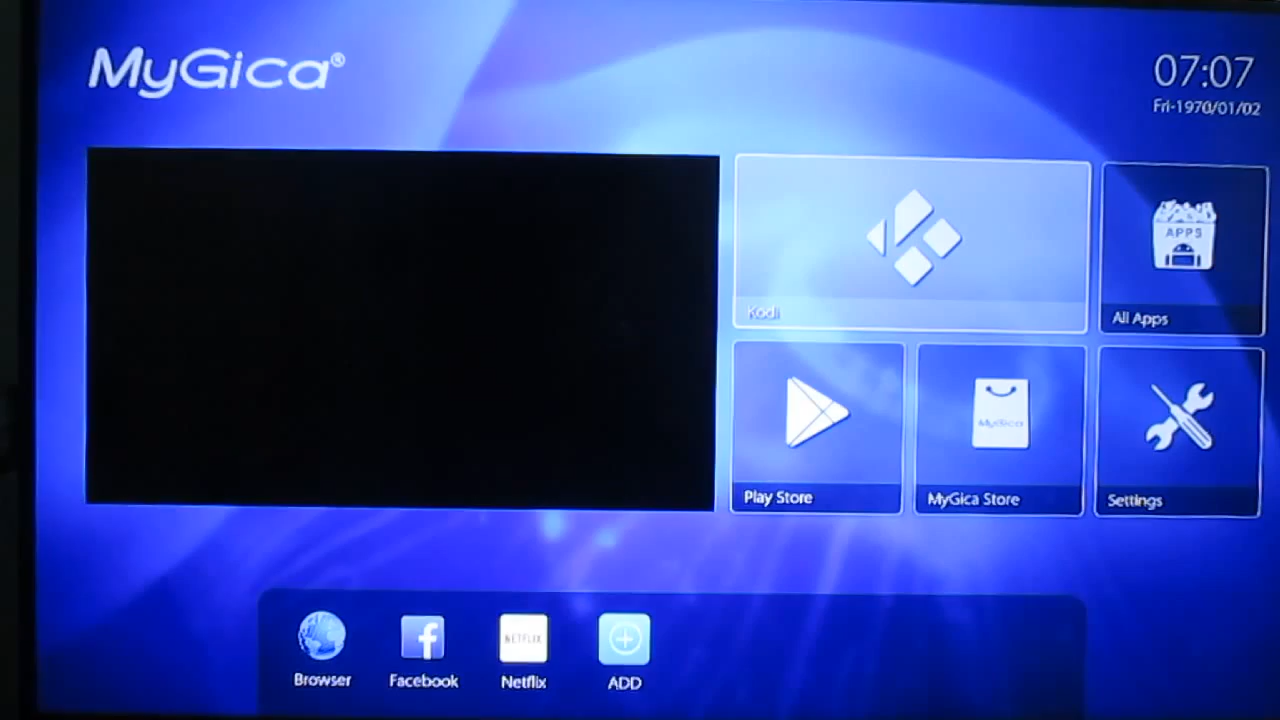 MyGica®
07:07
Fri-1970/01/02
Kodi
APPS
All Apps
Play Store
MyGica
MyGica Store
Settings
NETFLIX
Browser
Facebook
Netflix
ADD